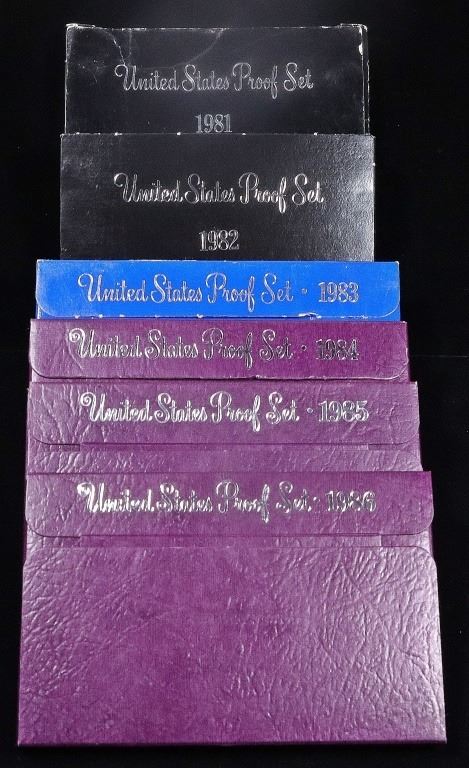 United States Proof Set
1981
United States Proof Set
1982
United States Proof Set · 1983
United States Proof Set · 1984
United States Proof Set · 1985
United States Proof Set · 1986